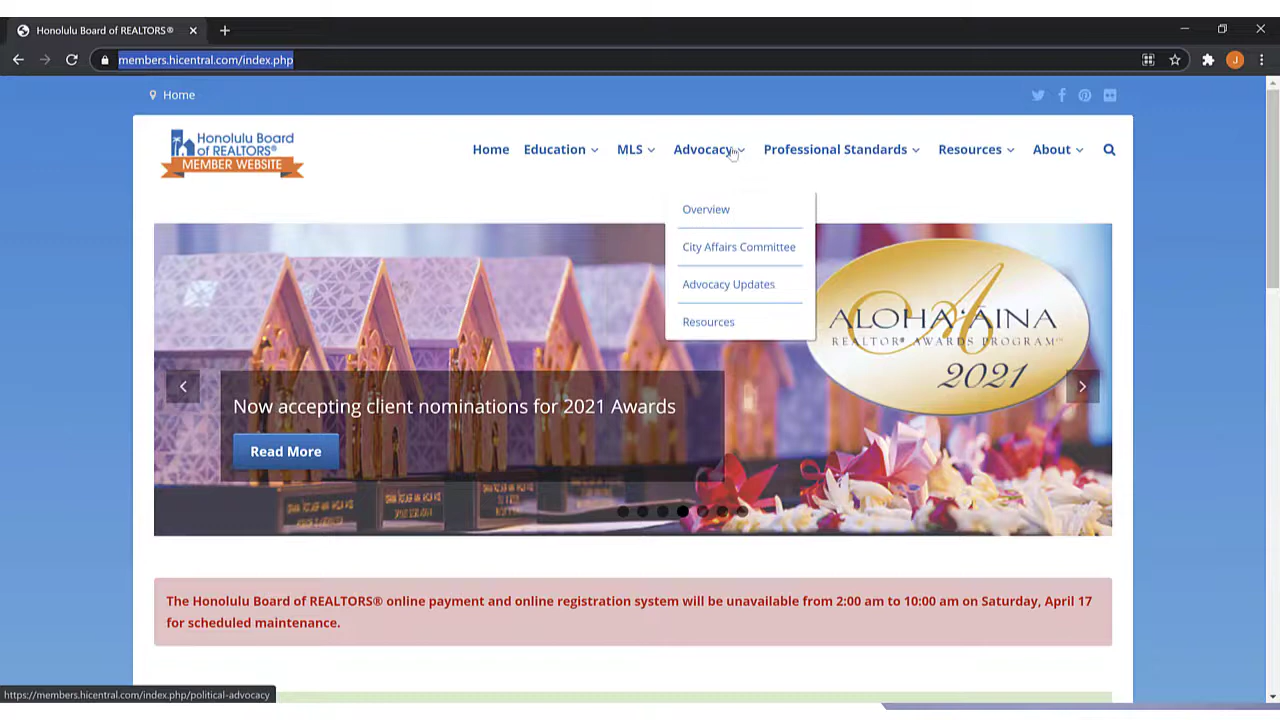 Honolulu Board of REALTORS®
members.hicentral.com/index.php
J
Home
Honolulu Board
of REALTORS®
MEMBER WEBSITE
Home Education MLS Advocacy Professional Standards Resources About
Overview
City Affairs Committee
Advocacy Updates
Resources
A
ALOHA ʻĀINA
REALTOR® AWARDS PROGRAM™
2021
Now accepting client nominations for 2021 Awards
Read More
The Honolulu Board of REALTORS® online payment and online registration system will be unavailable from 2:00 am to 10:00 am on Saturday, April 17
for scheduled maintenance.
https://members.hicentral.com/index.php/political-advocacy